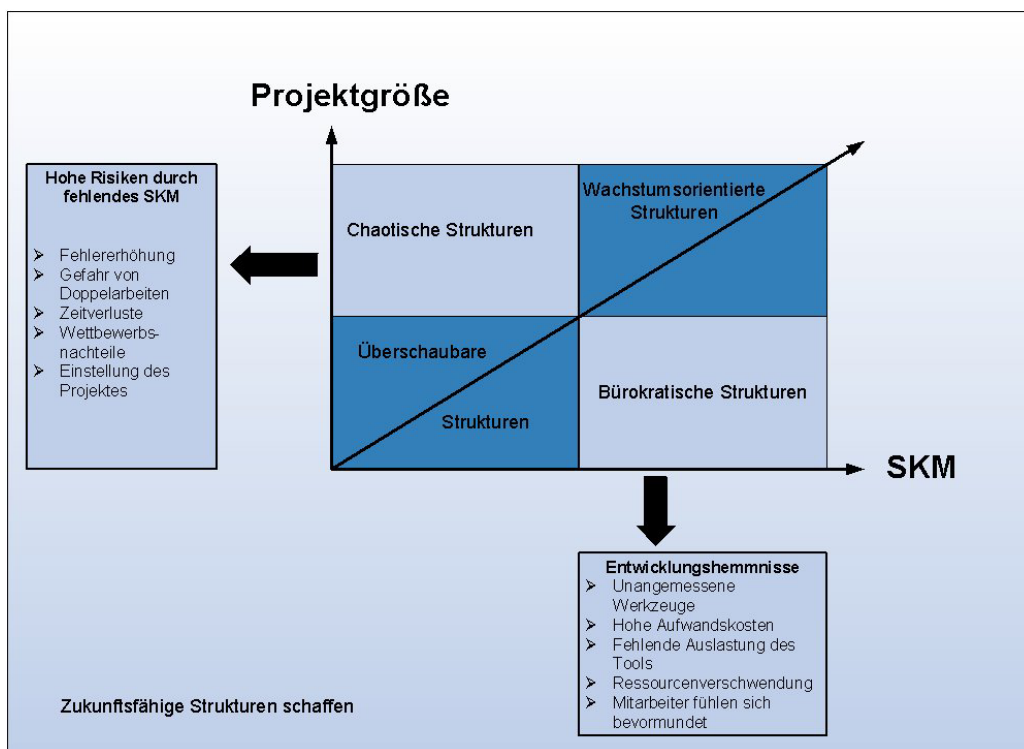 Projektgröße
Hohe Risiken durch
fehlendes SKM
➢ Fehlererhöhung
➢ Gefahr von
Doppelarbeiten
➢ Zeitverluste
➢ Wettbewerbs-
nachteile
➢ Einstellung des
Projektes
Chaotische Strukturen
Wachstumsorientierte
Strukturen
Überschaubare
Strukturen
Bürokratische Strukturen
SKM
Entwicklungshemmnisse
➢ Unangemessene
Werkzeuge
➢ Hohe Aufwandskosten
➢ Fehlende Auslastung des
Tools
➢ Ressourcenverschwendung
➢ Mitarbeiter fühlen sich
bevormundet
Zukunftsfähige Strukturen schaffen